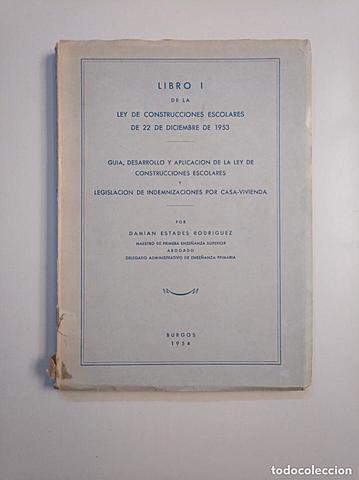 LIBRO I
DE LA
LEY DE CONSTRUCCIONES ESCOLARES
DE 22 DE DICIEMBRE DE 1953
GUIA, DESARROLLO Y APLICACION DE LA LEY DE
CONSTRUCCIONES ESCOLARES
Y
LEGISLACION DE INDEMNIZACIONES POR CASA-VIVIENDA
POR
DAMIAN ESTADES RODRIGUEZ
MAESTRO DE PRIMERA ENSEÑANZA SUPERIOR
ABOGADO
DELEGADO ADMINISTRATIVO DE ENSEÑANZA PRIMARIA
BURGOS
1954
todocoleccion